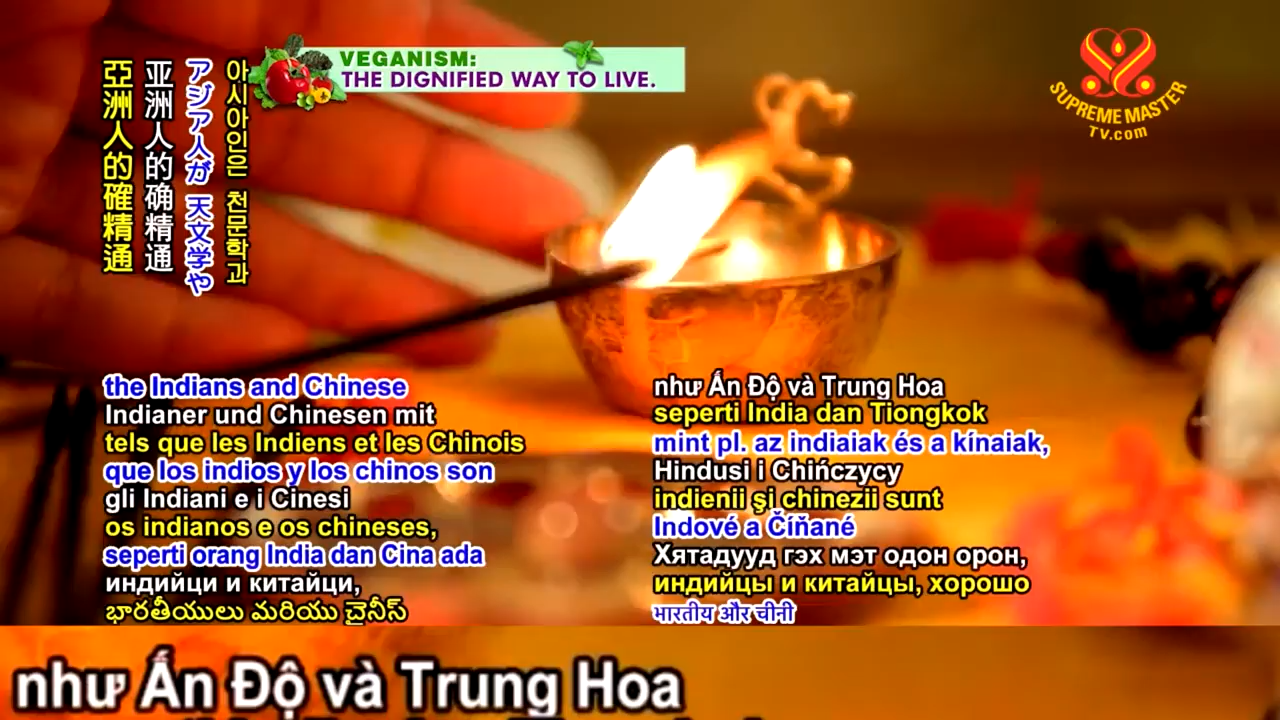 VEGANISM:
THE DIGNIFIED WAY TO LIVE.
SUPREME MASTER
TV.com
亞洲人的確精通
亚洲人的确精通
アジア人が 天文学や
아시아인은 천문학과
the Indians and Chinese
Indianer und Chinesen mit
tels que les Indiens et les Chinois
que los indios y los chinos son
gli Indiani e i Cinesi
os indianos e os chineses,
seperti orang India dan Cina ada
индийци и китайци,
భారతీయులు మరియు చైనీస్
như Ấn Độ và Trung Hoa
seperti India dan Tiongkok
mint pl. az indiaiak és a kínaiak,
Hindusi i Chińczycy
indienii şi chinezii sunt
Indové a Číňané
Хятадууд гэх мэт одон орон,
индийцы и китайцы, хорошо
भारतीय और चीनी
như Ấn Độ và Trung Hoa